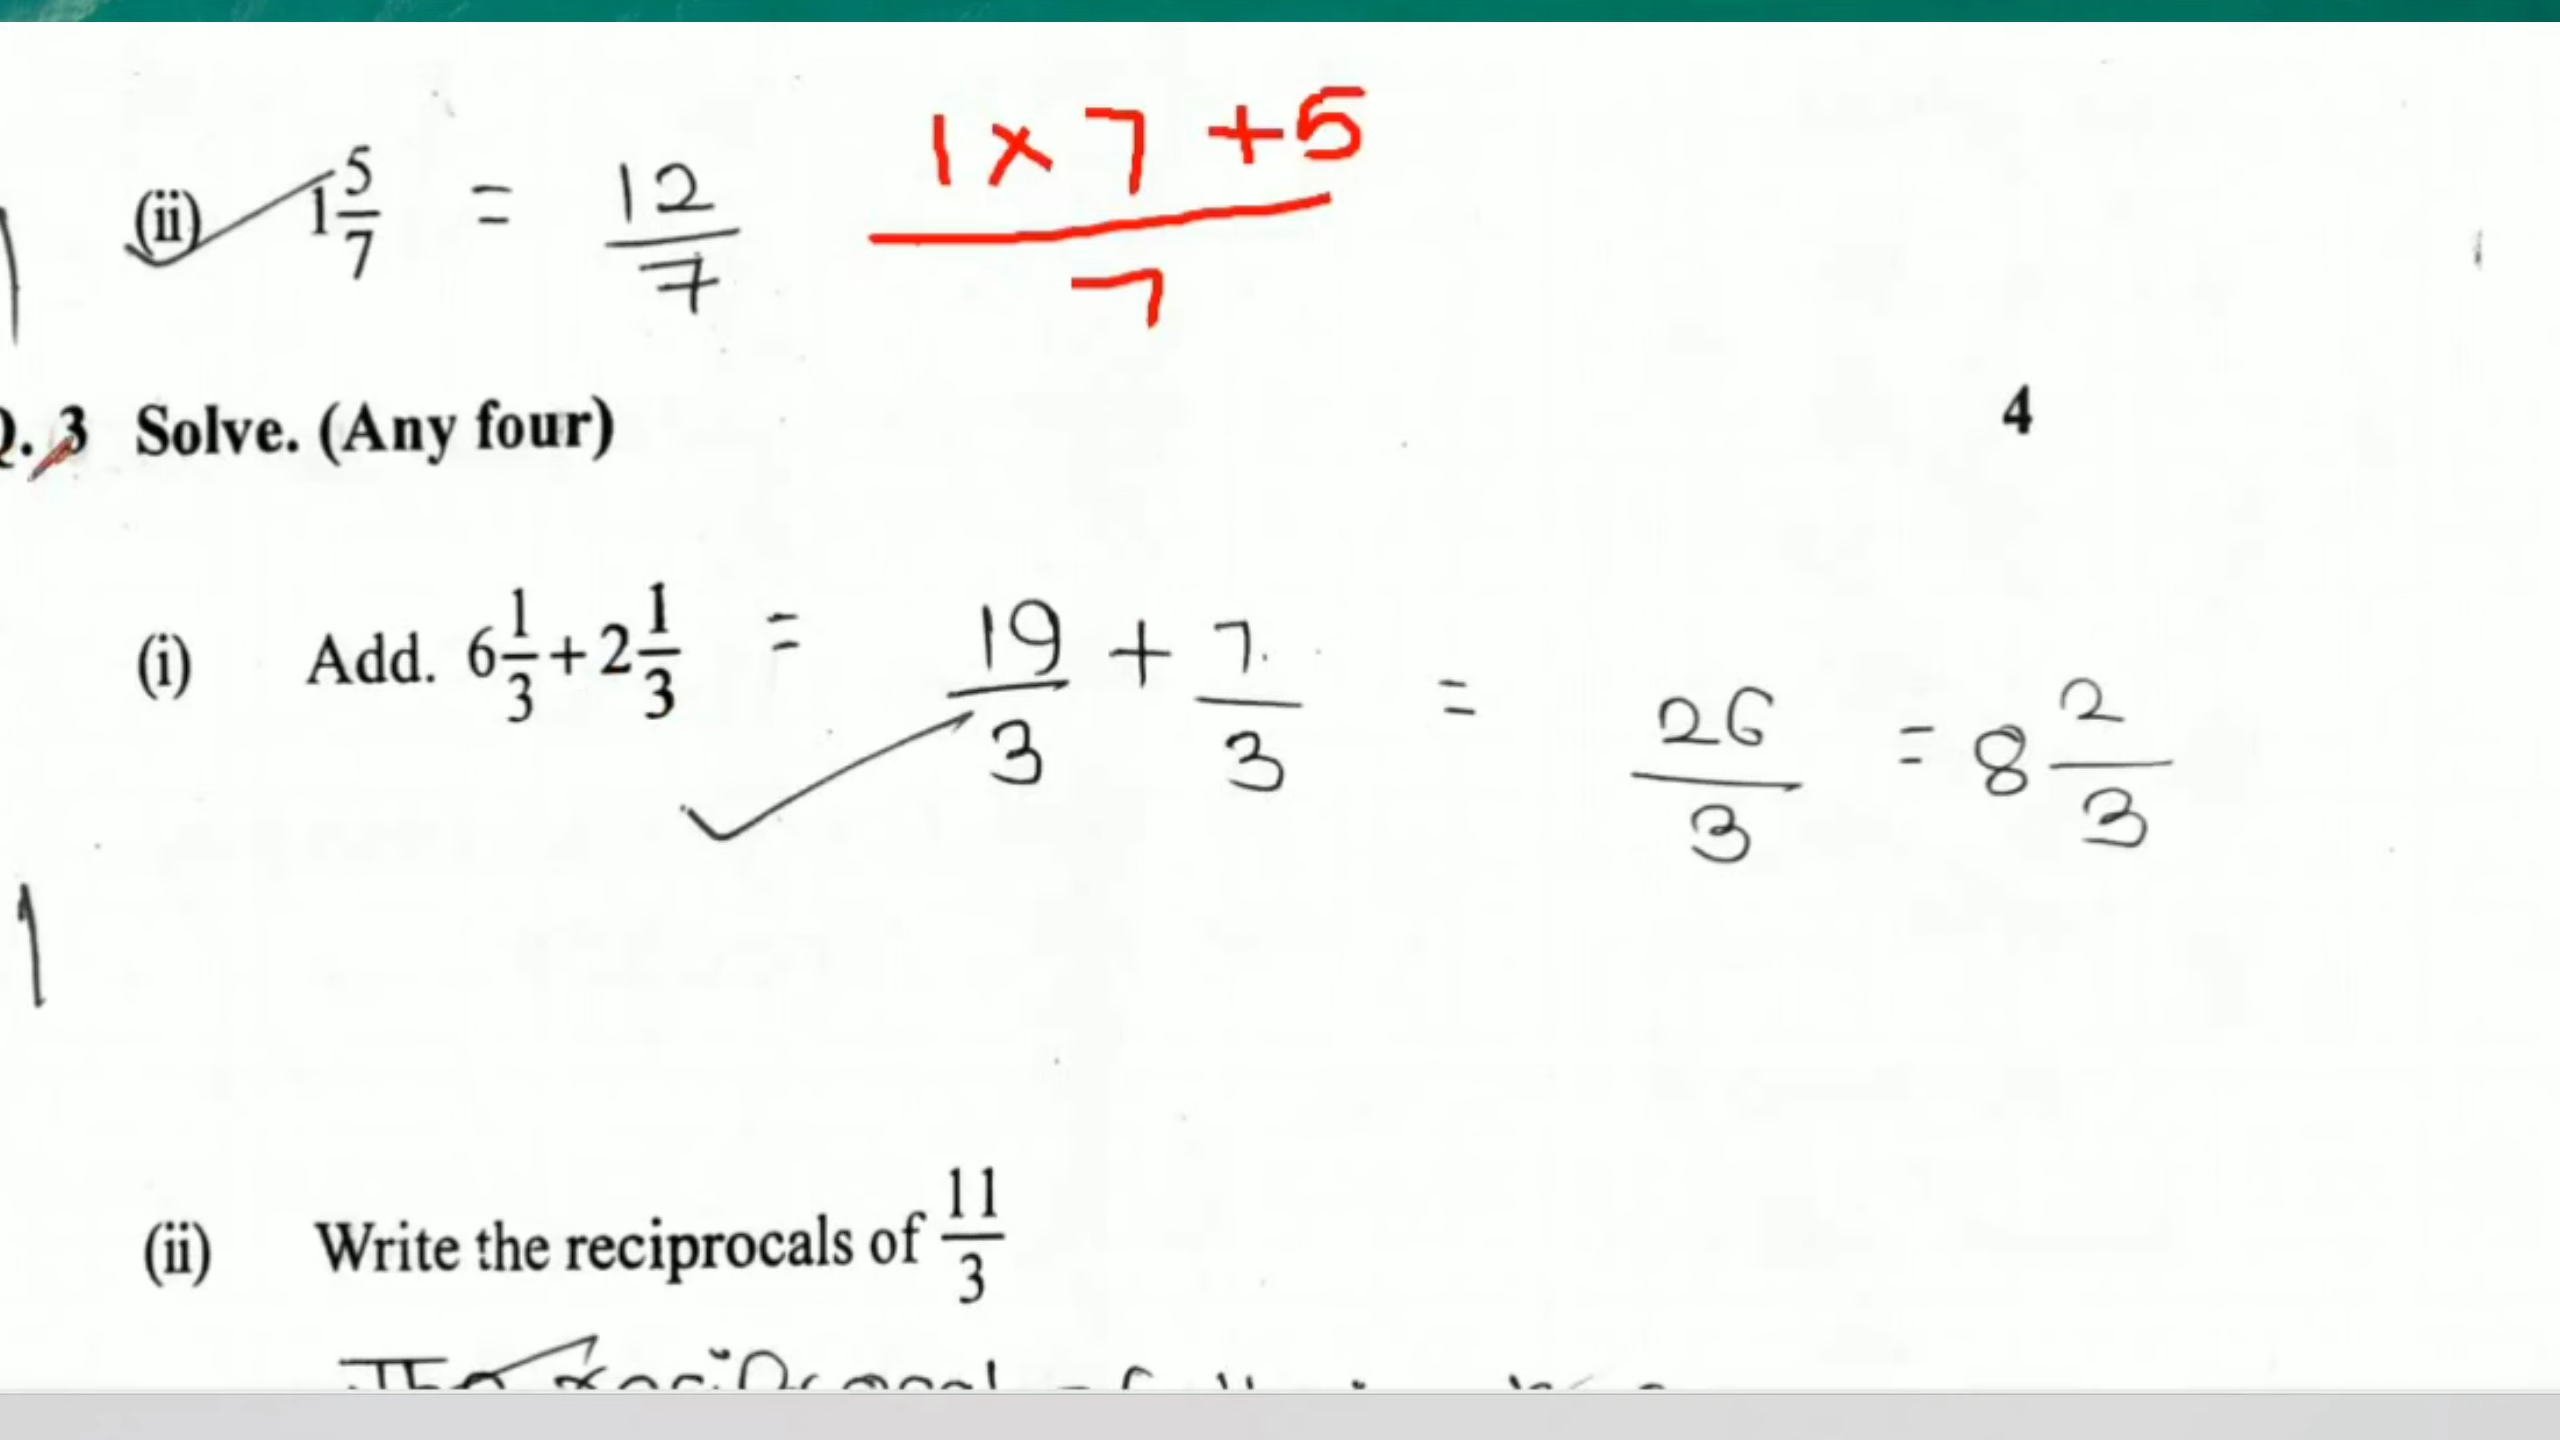 (ii) 1 5/7 = 12/7 1 × 7 + 5 / 7
Q. 3 Solve. (Any four) 4
(i) Add. 6 1/3 + 2 1/3 = 19/3 + 7/3 = 26/3 = 8 2/3
1
(ii) Write the reciprocals of 11/3